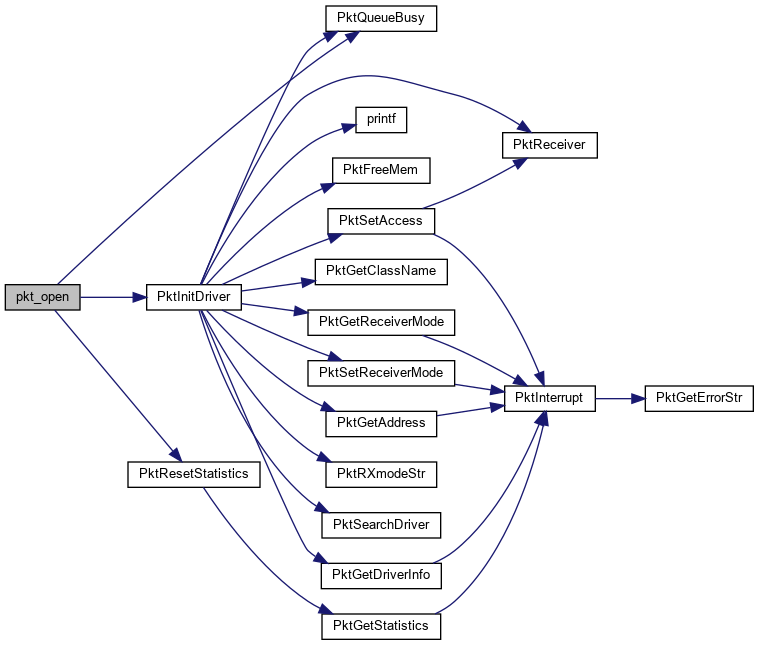 PktQueueBusy
printf
PktReceiver
PktFreeMem
PktSetAccess
PktGetClassName
pkt_open
PktInitDriver
PktGetReceiverMode
PktSetReceiverMode
PktInterrupt
PktGetErrorStr
PktGetAddress
PktResetStatistics
PktRXmodeStr
PktSearchDriver
PktGetDriverInfo
PktGetStatistics